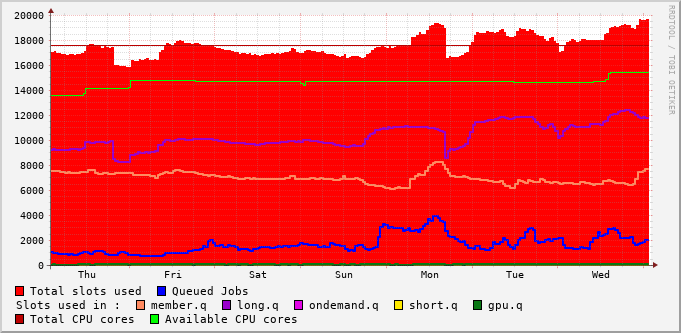 20000
18000
16000
14000
12000
10000
8000
6000
4000
2000
0
Thu Fri Sat Sun Mon Tue Wed
RRDTOOL / TOBI OETIKER
Total slots used Queued Jobs
Slots used in : member.q long.q ondemand.q short.q gpu.q
Total CPU cores Available CPU cores